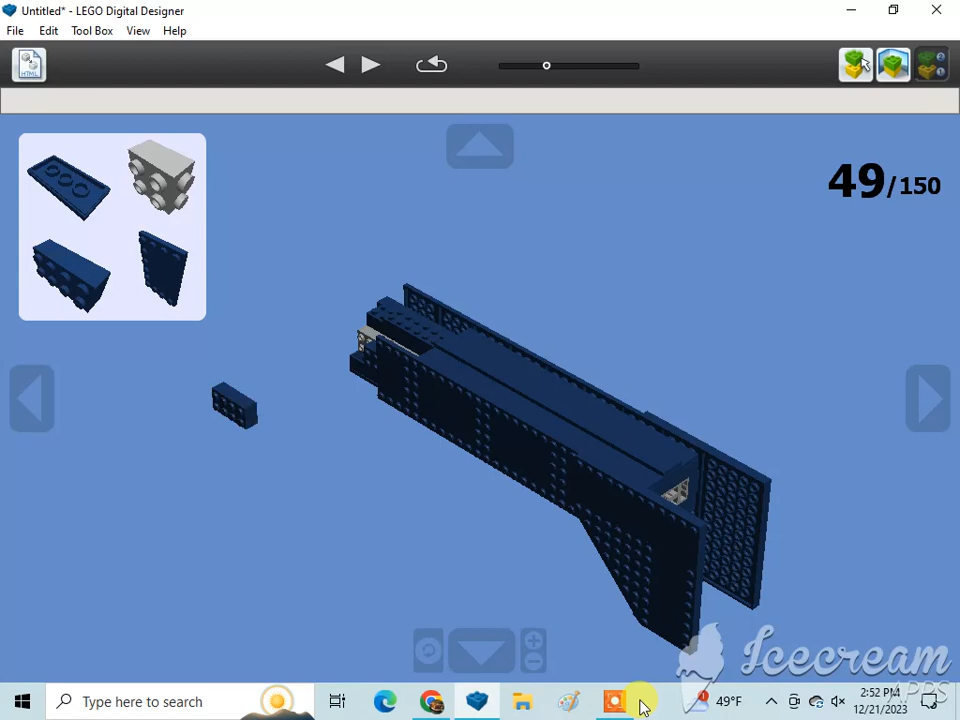 Untitled* - LEGO Digital Designer
File Edit Tool Box View Help
HTML
49/150
Icecream
APPS
Type here to search
49°F
2:52 PM
12/21/2023